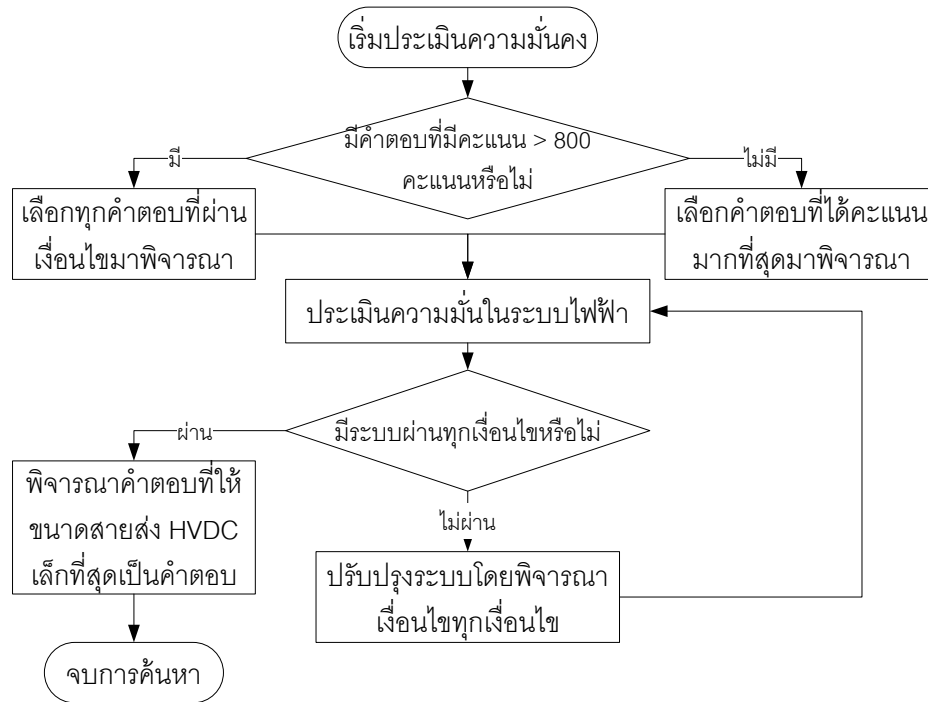 เริ่มประเมินความมั่นคง
มีคำตอบที่มีคะแนน > 800
คะแนนหรือไม่
มี
ไม่มี
เลือกทุกคำตอบที่ผ่าน
เงื่อนไขมาพิจารณา
เลือกคำตอบที่ได้คะแนน
มากที่สุดมาพิจารณา
ประเมินความมั่นในระบบไฟฟ้า
มีระบบผ่านทุกเงื่อนไขหรือไม่
ผ่าน
พิจารณาคำตอบที่ให้
ขนาดสายส่ง HVDC
เล็กที่สุดเป็นคำตอบ
ไม่ผ่าน
ปรับปรุงระบบโดยพิจารณา
เงื่อนไขทุกเงื่อนไข
จบการค้นหา